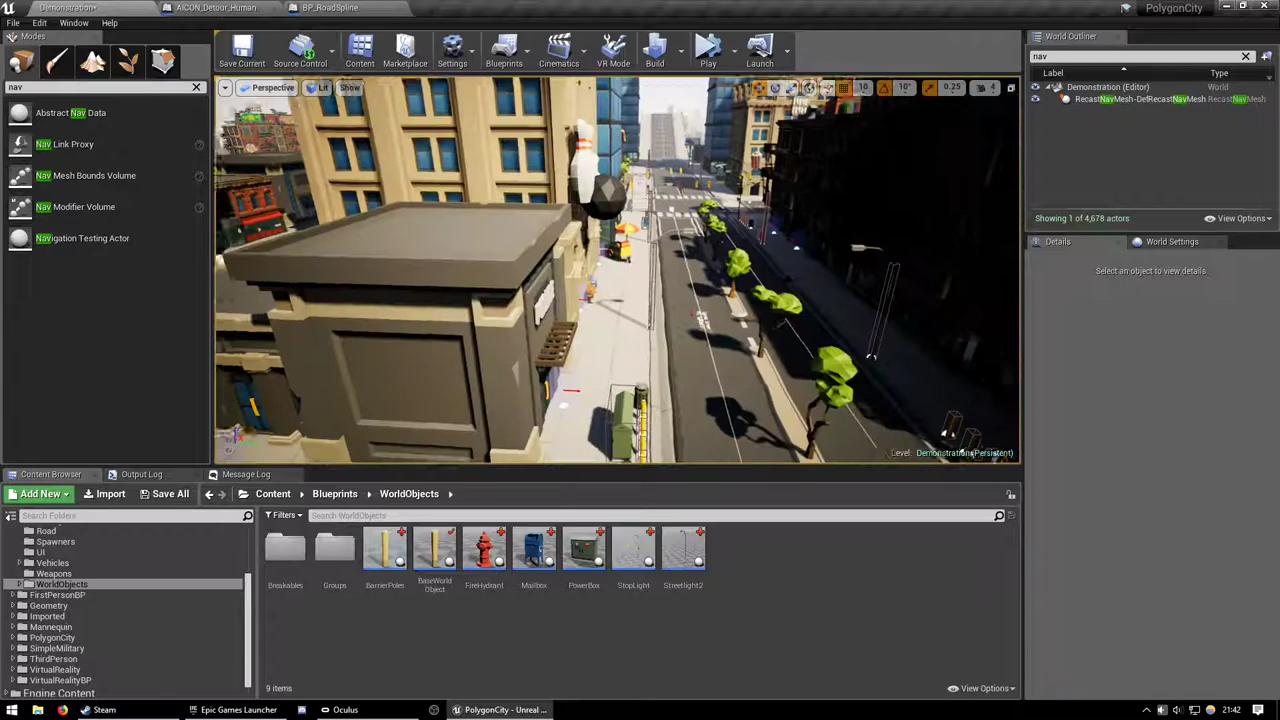 Demonstration*
AICON_Detour_Human
BP_RoadSpline
PolygonCity
File
Edit
Window
Help
Modes
nav
Abstract Nav Data
Nav Link Proxy
Nav Mesh Bounds Volume
Nav Modifier Volume
Navigation Testing Actor
Save Current
Source Control
Content
Marketplace
Settings
Blueprints
Cinematics
VR Mode
Build
Play
Launch
Perspective
Lit
Show
10
10°
0.25
4
Level: Demonstration (Persistent)
World Outliner
nav
Label
Type
Demonstration (Editor)
World
RecastNavMesh-DefRecastNavMesh
RecastNavMesh
Showing 1 of 4,678 actors
View Options
Details
World Settings
Select an object to view details.
Content Browser
Output Log
Message Log
Add New
Import
Save All
Content
Blueprints
WorldObjects
Search Folders
Filters
Search WorldObjects
Road
Spawners
UI
Vehicles
Weapons
WorldObjects
FirstPersonBP
Geometry
Imported
Mannequin
PolygonCity
SimpleMilitary
ThirdPerson
VirtualReality
VirtualRealityBP
Engine Content
Breakables
Groups
BarrierPoles
BaseWorld
Object
FireHydrant
Mailbox
PowerBox
StopLight
Streetlight2
9 items
View Options
Steam
Epic Games Launcher
Oculus
PolygonCity - Unreal ...
21:42